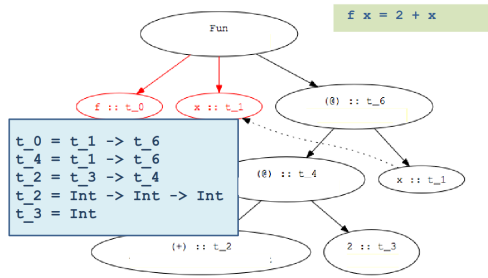 f x = 2 + x
Fun
f :: t_0
x :: t_1
(@) :: t_6
t_0 = t_1 -> t_6
t_4 = t_1 -> t_6
t_2 = t_3 -> t_4
t_2 = Int -> Int -> Int
t_3 = Int
(@) :: t_4
x :: t_1
(+) :: t_2
2 :: t_3